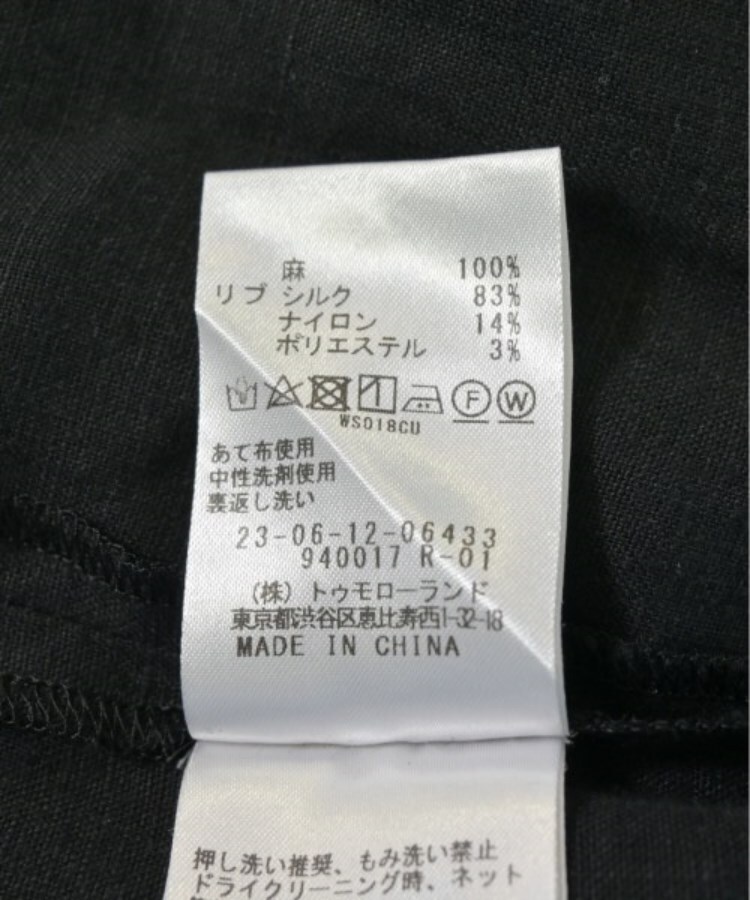 麻 100%
リブ シルク 83%
ナイロン 14%
ポリエステル 3%
F W
WS018CU
あて布使用
中性洗剤使用
裏返し洗い
23-06-12-06433
940017 R-01
(株) トゥモローランド
東京都渋谷区恵比寿西1-32-18
MADE IN CHINA
押し洗い推奨、もみ洗い禁止
ドライクリーニング時、ネット